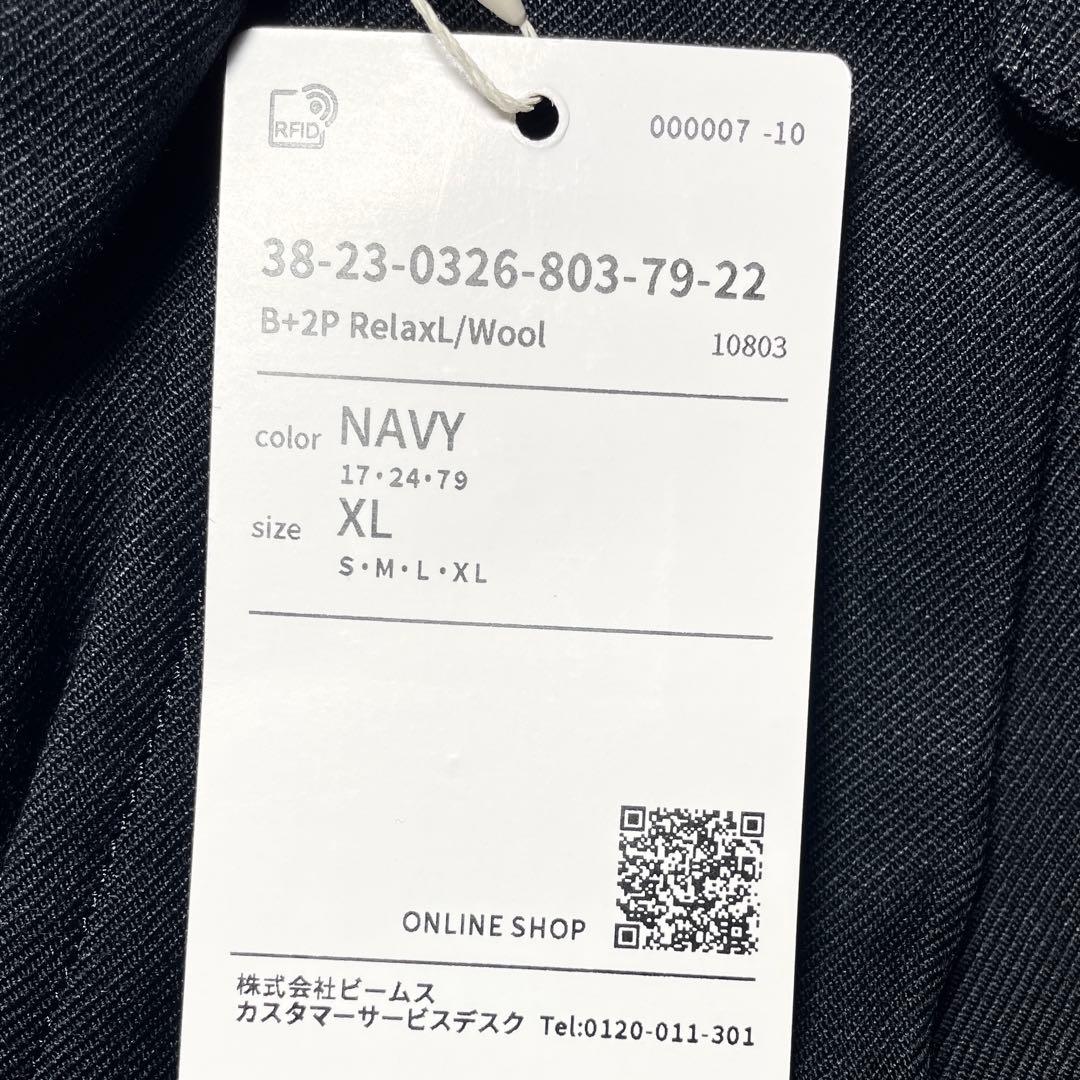 RFID
000007 -10
38-23-0326-803-79-22
B+2P RelaxL/Wool
10803
color NAVY
17・24・79
size XL
S・M・L・XL
ONLINE SHOP
株式会社ビームス
カスタマーサービスデスク Tel:0120-011-301